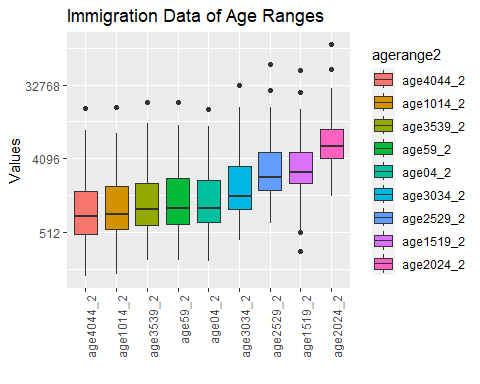 Immigration Data of Age Ranges
Values
32768
4096
512
age4044_2
age1014_2
age3539_2
age59_2
age04_2
age3034_2
age2529_2
age1519_2
age2024_2
agerange2
age4044_2
age1014_2
age3539_2
age59_2
age04_2
age3034_2
age2529_2
age1519_2
age2024_2